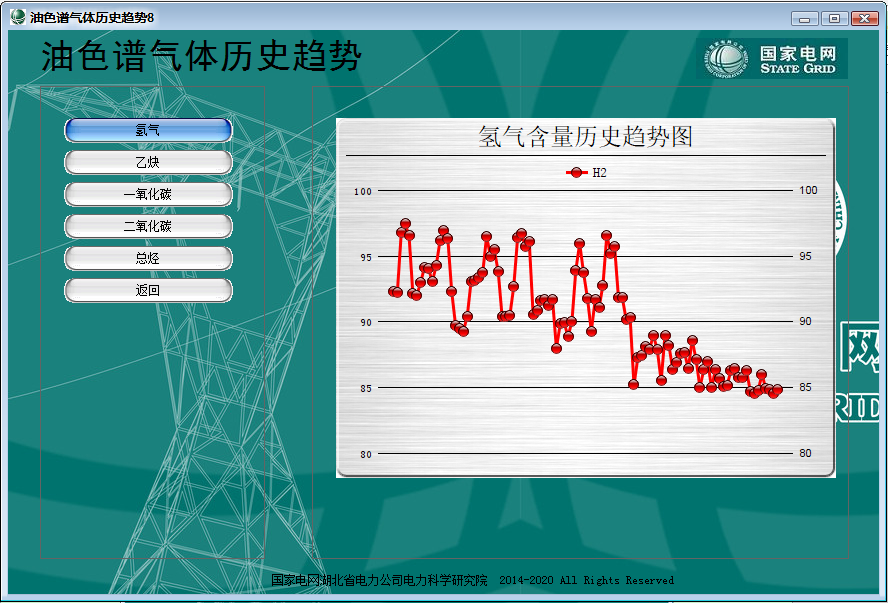 油色谱气体历史趋势8
油色谱气体历史趋势
国家电网
STATE GRID
氢气
乙炔
一氧化碳
二氧化碳
总烃
返回
氢气含量历史趋势图
H2
100 100
95 95
90 90
85 85
80 80
网
RID
国家电网湖北省电力公司电力科学研究院 2014-2020 All Rights Reserved